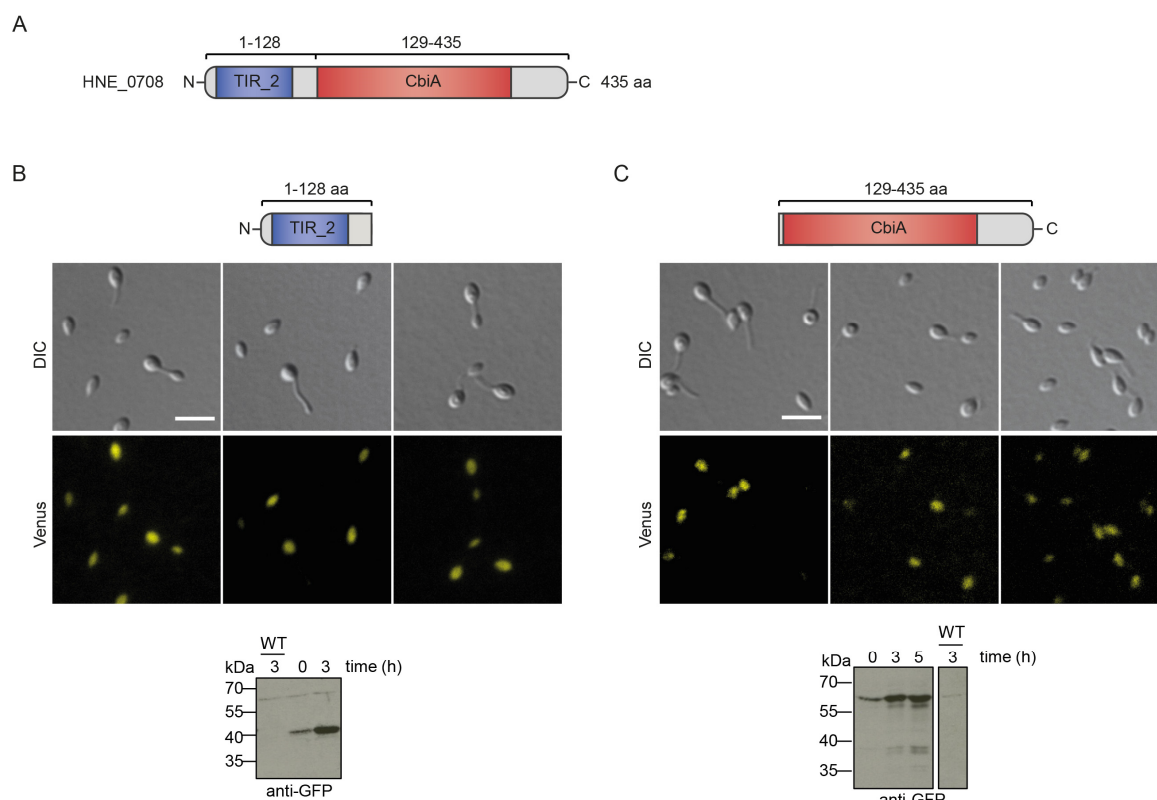 A
1-128 129-435
HNE_0708 N TIR_2 CbiA C 435 aa
B
1-128 aa
N TIR_2
DIC
Venus
WT
kDa 3 0 3 time (h)
70
55
40
35
anti-GFP
C
129-435 aa
CbiA C
DIC
Venus
WT
kDa 0 3 5 3 time (h)
70
55
40
35
anti-GFP